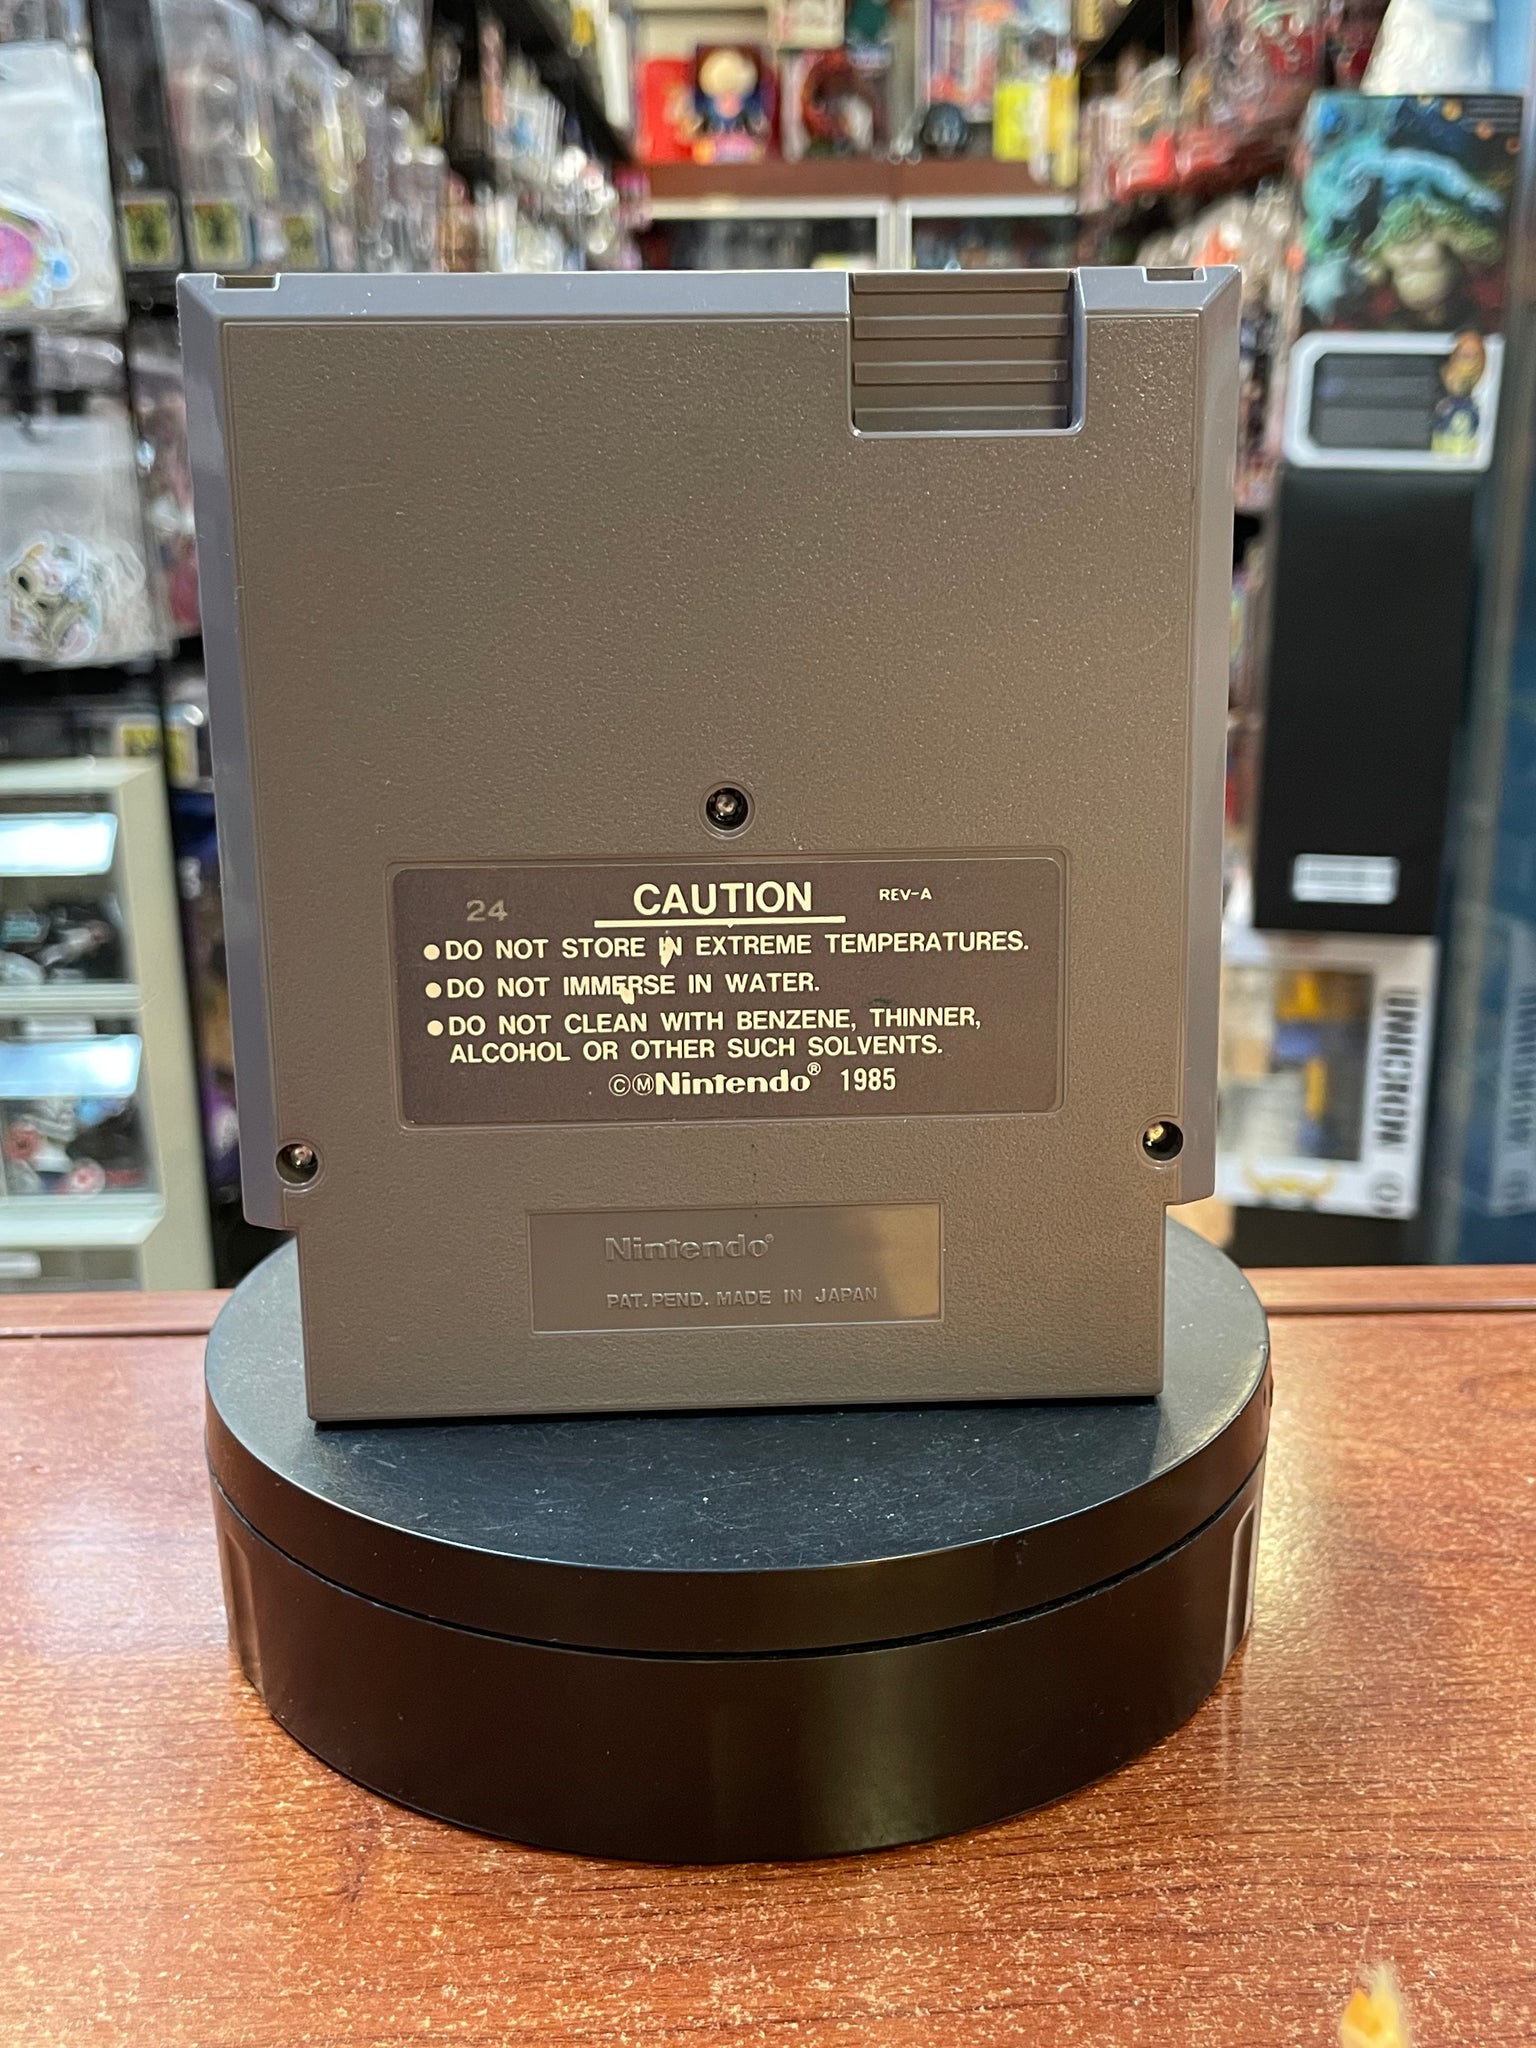 24 CAUTION REV-A
●DO NOT STORE IN EXTREME TEMPERATURES.
●DO NOT IMMERSE IN WATER.
●DO NOT CLEAN WITH BENZENE, THINNER,
ALCOHOL OR OTHER SUCH SOLVENTS.
©ⓂNintendo® 1985
Nintendo®
PAT.PEND. MADE IN JAPAN